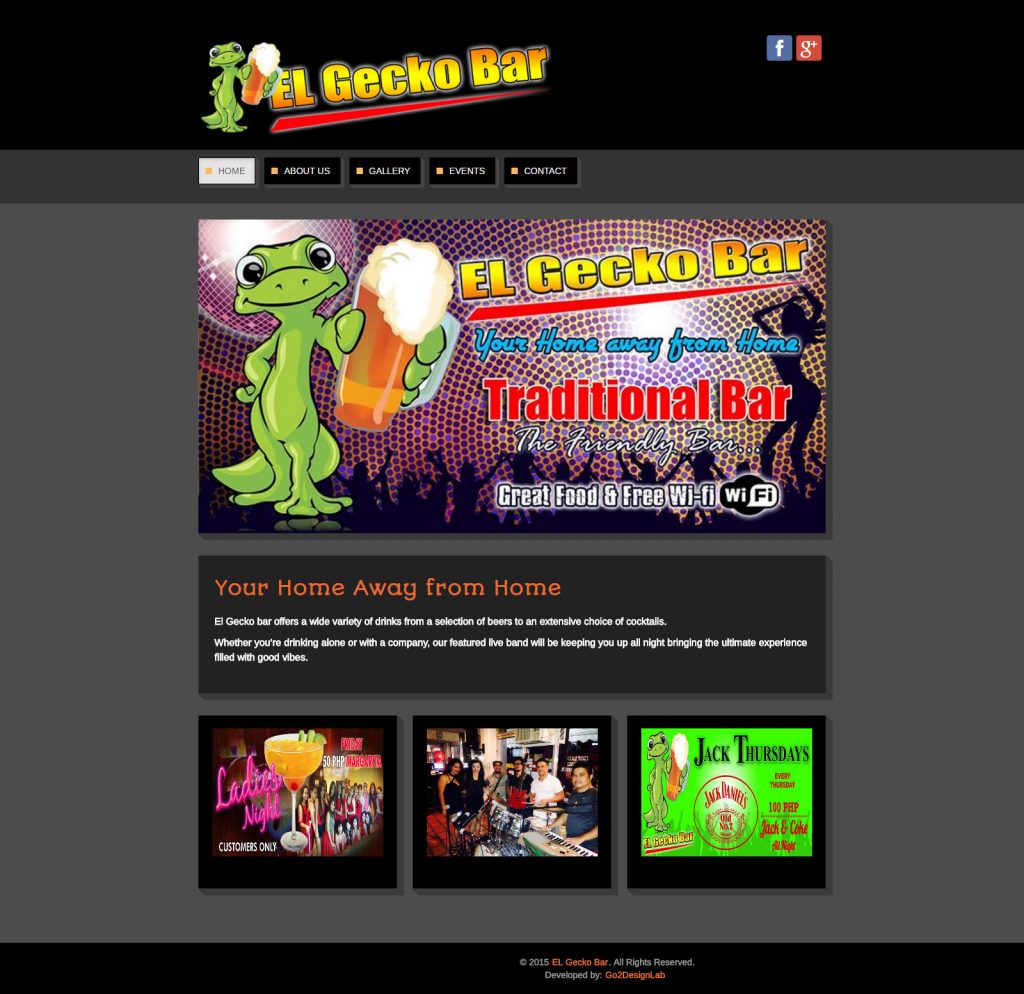 EL Gecko Bar
f g+
HOME ABOUT US GALLERY EVENTS CONTACT
EL Gecko Bar
Your Home away from Home
Traditional Bar
The Friendly Bar...
Great Food & Free Wi-fi Wi Fi
Your Home Away from Home
El Gecko bar offers a wide variety of drinks from a selection of beers to an extensive choice of cocktails.
Whether you're drinking alone or with a company, our featured live band will be keeping you up all night bringing the ultimate experience
filled with good vibes.
FRIDAY
50 PHP MARGARITA
Ladies
Night
CUSTOMERS ONLY
JACK THURSDAYS
EVERY
THURSDAY
JACK DANIEL'S
Old
No.7
100 PHP
Jack & Coke
All Night
EL Gecko Bar
© 2015 EL Gecko Bar. All Rights Reserved.
Developed by: Go2DesignLab